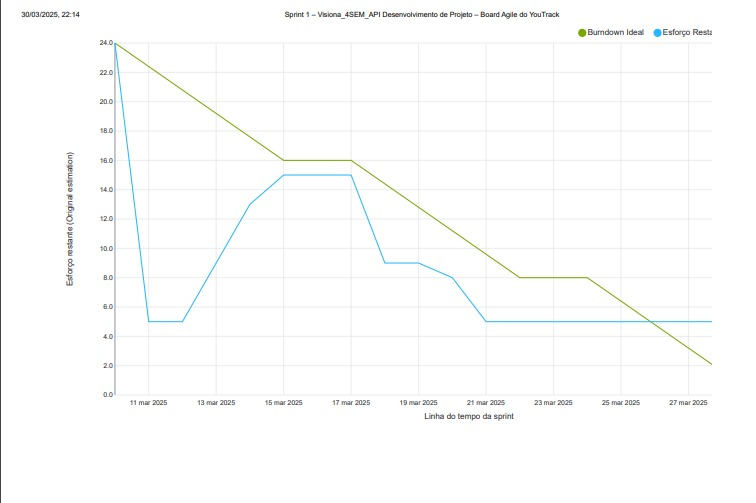 30/03/2025, 22:14 Sprint 1 – Visiona_4SEM_API Desenvolvimento de Projeto – Board Agile do YouTrack
Burndown Ideal Esforço Resta
24.0
22.0
20.0
18.0
16.0
14.0
12.0
10.0
8.0
6.0
4.0
2.0
0.0
Esforço restante (Original estimation)
11 mar 2025 13 mar 2025 15 mar 2025 17 mar 2025 19 mar 2025 21 mar 2025 23 mar 2025 25 mar 2025 27 mar 2025
Linha do tempo da sprint